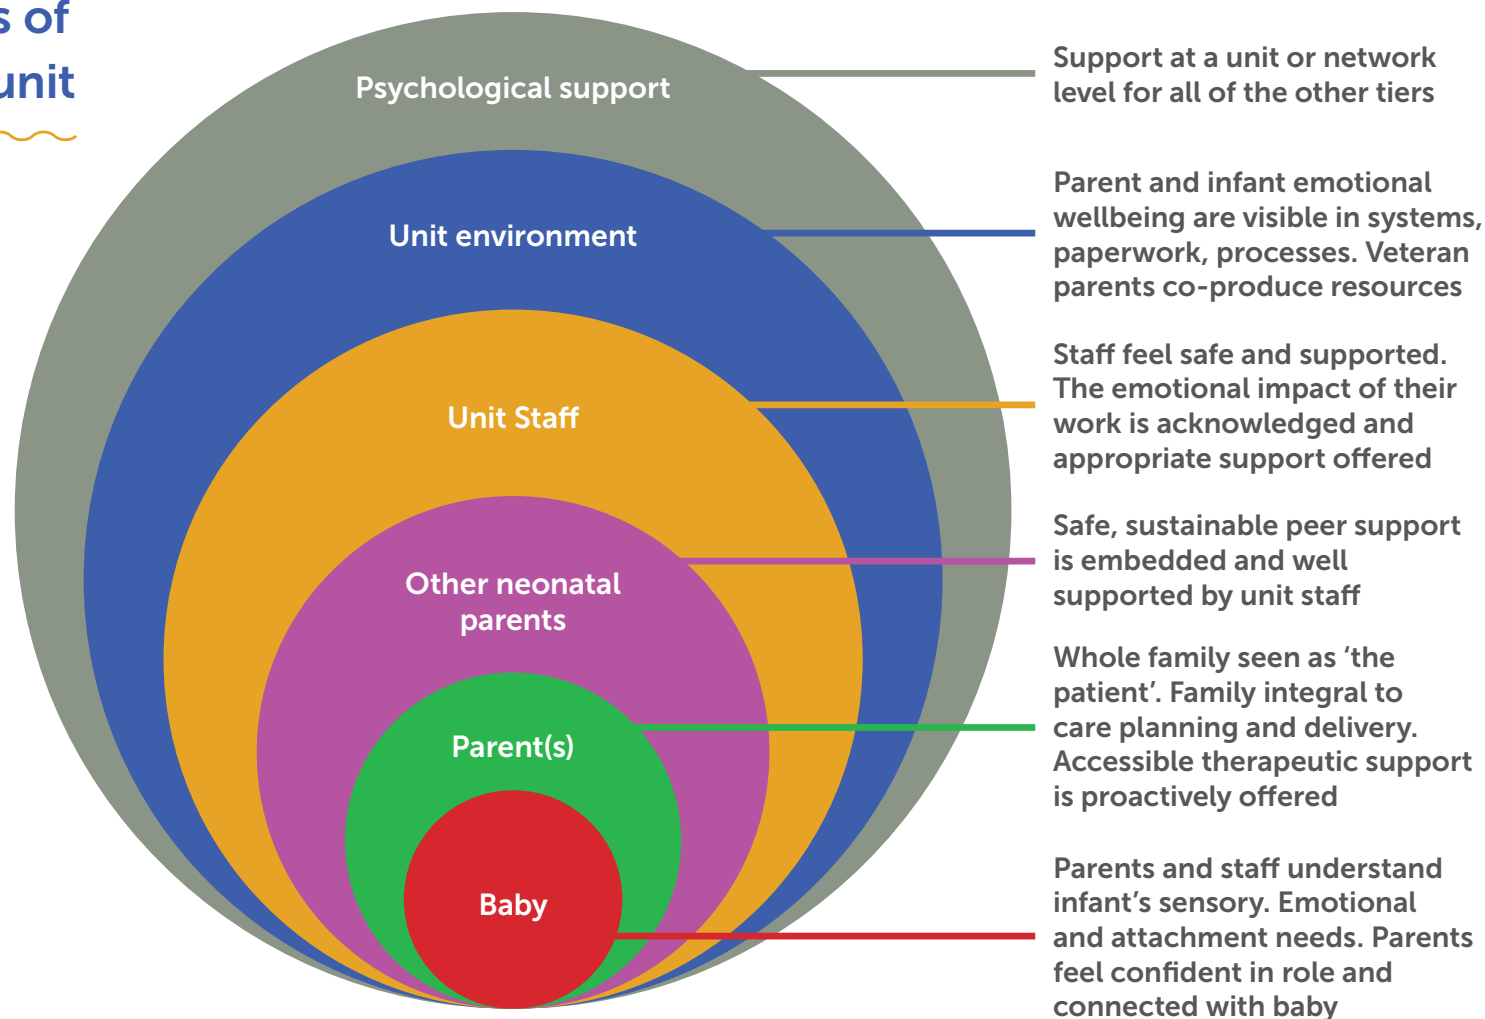 s of
unit
Psychological support
Support at a unit or network
level for all of the other tiers
Unit environment
Parent and infant emotional
wellbeing are visible in systems,
paperwork, processes. Veteran
parents co-produce resources
Unit Staff
Staff feel safe and supported.
The emotional impact of their
work is acknowledged and
appropriate support offered
Other neonatal
parents
Safe, sustainable peer support
is embedded and well
supported by unit staff
Parent(s)
Whole family seen as ‘the
patient’. Family integral to
care planning and delivery.
Accessible therapeutic support
is proactively offered
Baby
Parents and staff understand
infant’s sensory. Emotional
and attachment needs. Parents
feel confident in role and
connected with baby